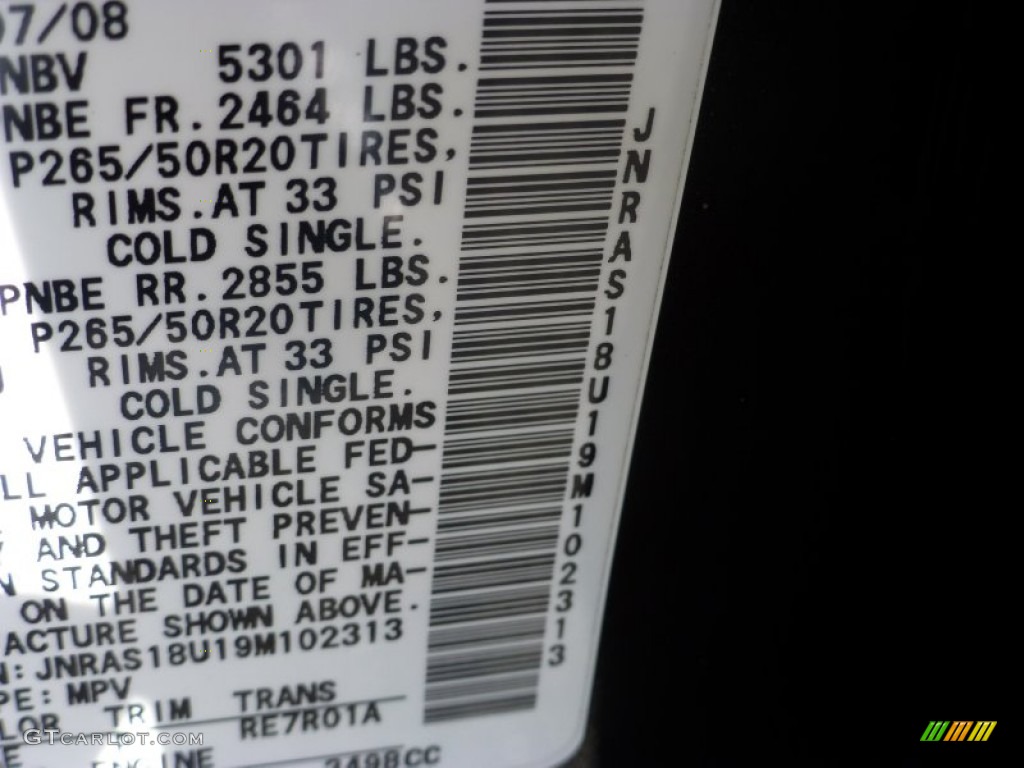 07/08
NBV 5301 LBS.
NBE FR. 2464 LBS.
P265/50R20TIRES,
RIMS.AT 33 PSI
COLD SINGLE.
PNBE RR. 2855 LBS.
P265/50R20TIRES,
RIMS.AT 33 PSI
COLD SINGLE.
VEHICLE CONFORMS
LL APPLICABLE FED-
MOTOR VEHICLE SA-
AND THEFT PREVEN-
N STANDARDS IN EFF-
ON THE DATE OF MA-
ACTURE SHOWN ABOVE.
N: JNRAS18U19M102313
PE: MPV
LOR TRIM TRANS
RE7R01A
ENGINE 3498CC
JNRAS18U19M102313
GTCARLOT.COM